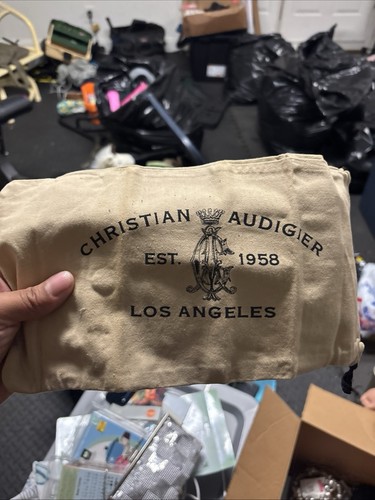 CHRISTIAN AUDIGIER
EST. 1958
LOS ANGELES